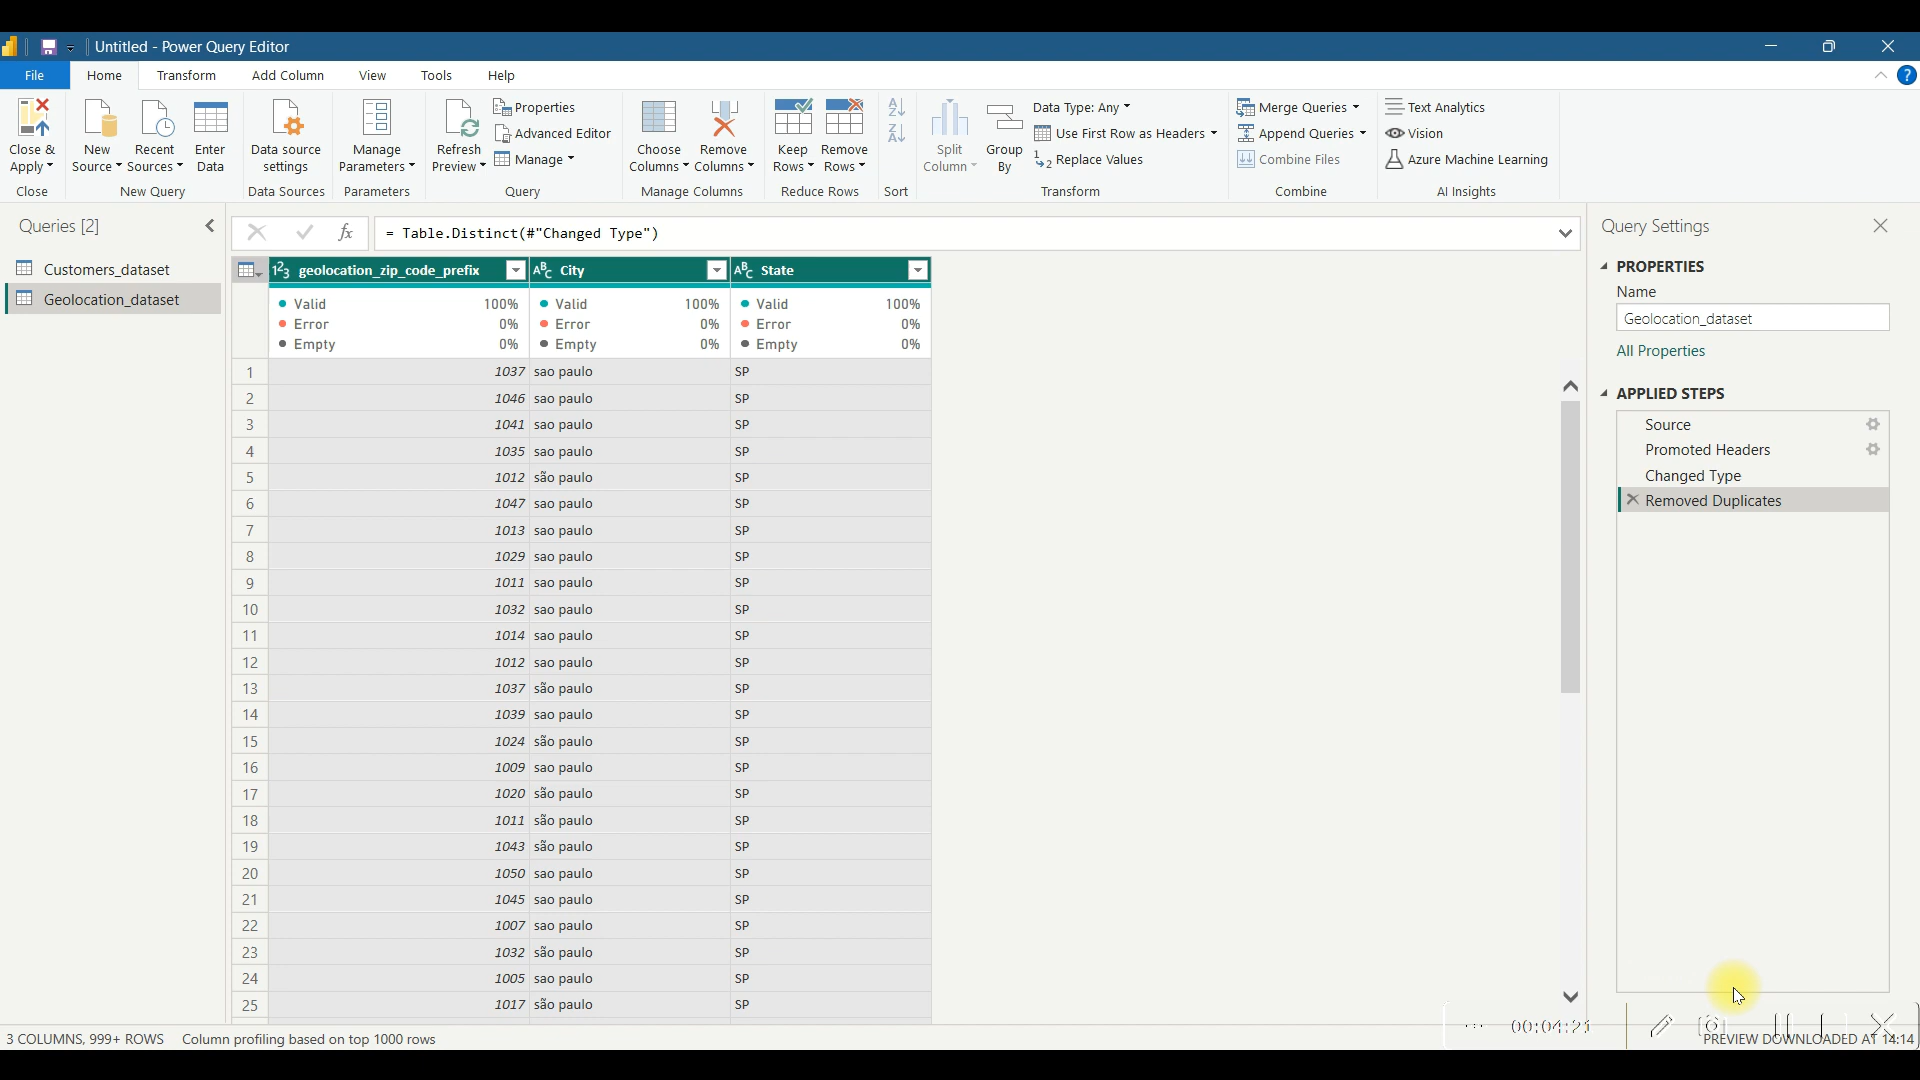 Untitled - Power Query Editor
File Home Transform Add Column View Tools Help
Close & Apply
Close
New Source
Recent Sources
Enter Data
New Query
Data source settings
Data Sources
Manage Parameters
Parameters
Refresh Preview
Properties
Advanced Editor
Manage
Query
Choose Columns
Remove Columns
Manage Columns
Keep Rows
Remove Rows
Reduce Rows
Sort
Split Column
Group By
Data Type: Any
Use First Row as Headers
Replace Values
Transform
Merge Queries
Append Queries
Combine Files
Combine
Text Analytics
Vision
Azure Machine Learning
AI Insights
Queries [2]
Customers_dataset
Geolocation_dataset
fx = Table.Distinct(#"Changed Type")
123 geolocation_zip_code_prefix ABC City ABC State
Valid 100% Valid 100% Valid 100%
Error 0% Error 0% Error 0%
Empty 0% Empty 0% Empty 0%
1 1037 sao paulo SP
2 1046 sao paulo SP
3 1041 sao paulo SP
4 1035 sao paulo SP
5 1012 são paulo SP
6 1047 sao paulo SP
7 1013 sao paulo SP
8 1029 sao paulo SP
9 1011 sao paulo SP
10 1032 sao paulo SP
11 1014 sao paulo SP
12 1012 sao paulo SP
13 1037 são paulo SP
14 1039 sao paulo SP
15 1024 são paulo SP
16 1009 sao paulo SP
17 1020 são paulo SP
18 1011 são paulo SP
19 1043 são paulo SP
20 1050 sao paulo SP
21 1045 sao paulo SP
22 1007 sao paulo SP
23 1032 são paulo SP
24 1005 sao paulo SP
25 1017 são paulo SP
Query Settings
PROPERTIES
Name
Geolocation_dataset
All Properties
APPLIED STEPS
Source
Promoted Headers
Changed Type
Removed Duplicates
00:04:21
3 COLUMNS, 999+ ROWS Column profiling based on top 1000 rows
PREVIEW DOWNLOADED AT 14:14